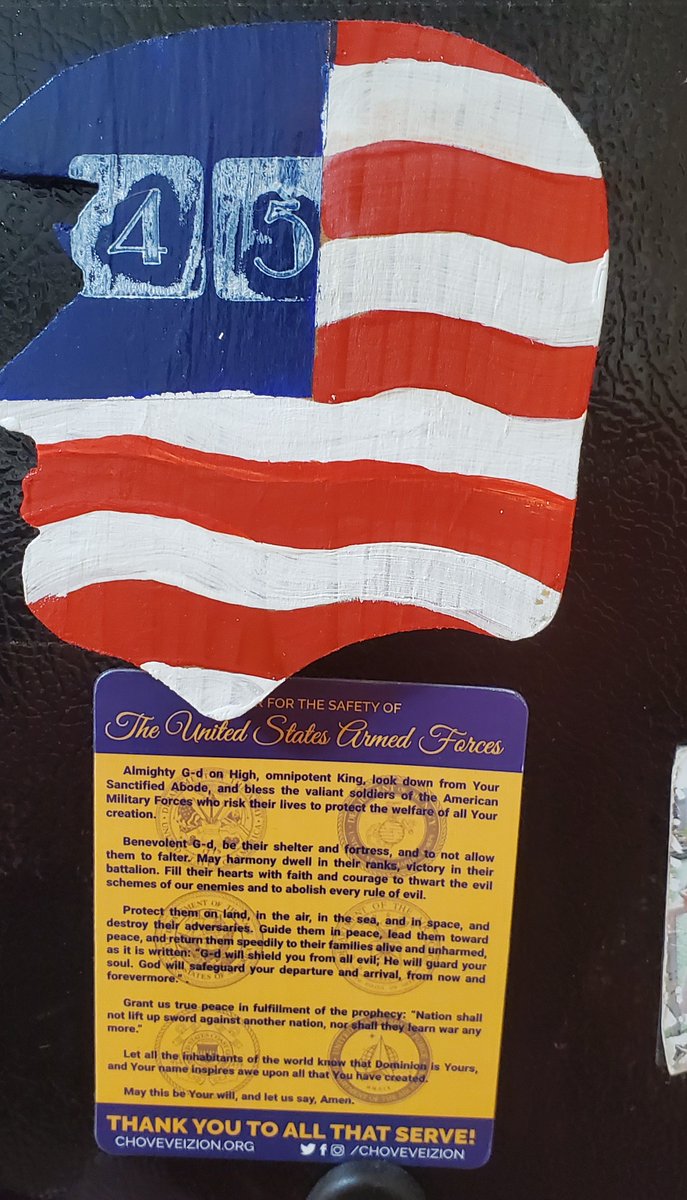 45
FOR THE SAFETY OF
The United States Armed Forces
Almighty G-d on High, omnipotent King, look down from Your
Sanctified Abode, and bless the valiant soldiers of the American
Military Forces who risk their lives to protect the welfare of all Your
creation.
Benevolent G-d, be their shelter and fortress, and to not allow
them to falter. May harmony dwell in their ranks, victory in their
battalion. Fill their hearts with faith and courage to thwart the evil
schemes of our enemies and to abolish every rule of evil.
Protect them on land, in the air, in the sea, and in space, and
destroy their adversaries. Guide them in peace, lead them toward
peace, and return them speedily to their families alive and unharmed,
as it is written: "G-d will shield you from all evil; He will guard your
soul. God will safeguard your departure and arrival, from now and
forevermore." .
Grant us true peace in fulfillment of the prophecy: "Nation shall
not lift up sword against another nation, nor shall they learn war any
more."
Let all the inhabitants of the world know that Dominion is Yours,
and Your name inspires awe upon all that You have created.
May this be Your will, and let us say, Amen.
THANK YOU TO ALL THAT SERVE!
CHOVEVEIZION.ORG
/CHOVEVEIZION